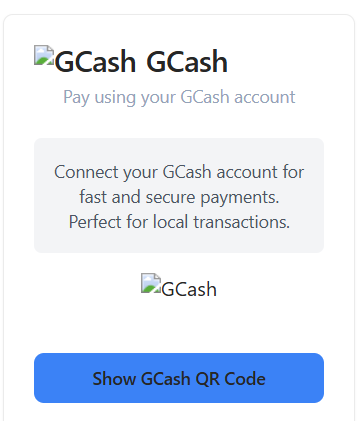 GCash GCash
Pay using your GCash account
Connect your GCash account for
fast and secure payments.
Perfect for local transactions.
GCash
Show GCash QR Code